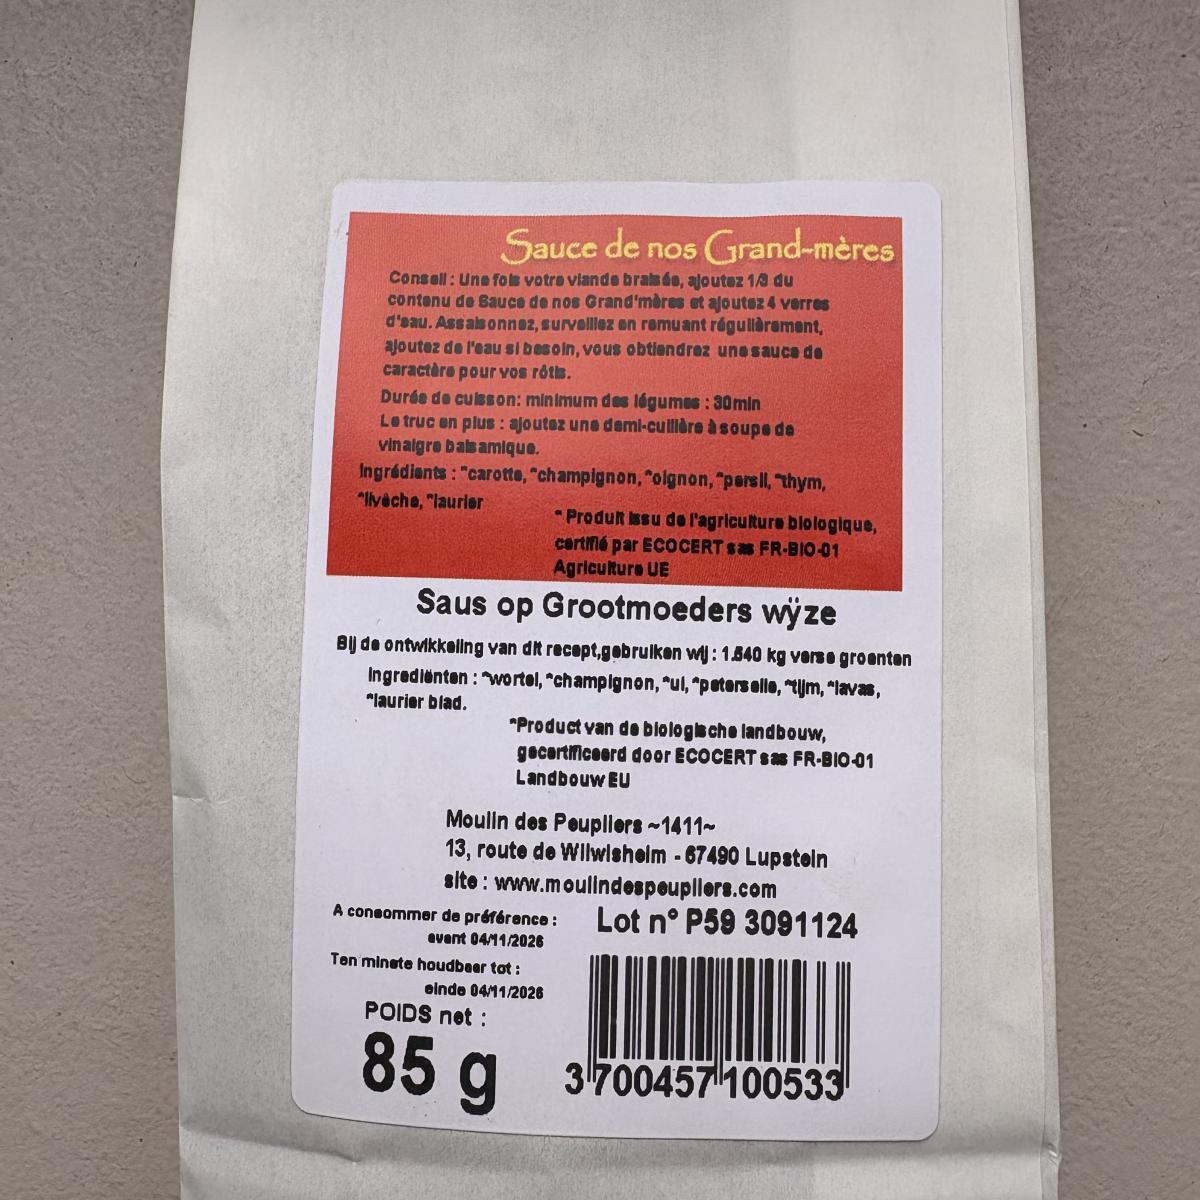 Sauce de nos Grand-mères
Conseil : Une fois votre viande braisée, ajoutez 1/3 du
contenu de Sauce de nos Grand'mères et ajoutez 4 verres
d'eau. Assaisonnez, surveillez en remuant régulièrement,
ajoutez de l'eau si besoin, vous obtiendrez une sauce de
caractère pour vos rôtis.
Durée de cuisson: minimum des légumes : 30min
Le truc en plus : ajoutez une demi-cuillère à soupe de
vinaigre balsamique.
Ingrédients : *carotte, *champignon, *oignon, *persil, *thym,
*livèche, *laurier
* Produit issu de l'agriculture biologique,
certifié par ECOCERT sas FR-BIO-01
Agriculture UE
Saus op Grootmoeders wÿze
Bij de ontwikkeling van dit recept,gebruiken wij : 1.640 kg verse groenten
Ingrediënten : *wortel, *champignon, *ui, *peterselie, *tijm, *lavas,
*laurier blad.
*Product van de biologische landbouw,
gecertificeerd door ECOCERT sas FR-BIO-01
Landbouw EU
Moulin des Peupliers ~1411~
13, route de Wilwisheim - 67490 Lupstein
site : www.moulindespeupliers.com
A consommer de préférence :
avant 04/11/2026
Lot n° P59 3091124
Ten minste houdbaar tot :
einde 04/11/2026
POIDS net :
85 g
3 700457 100533